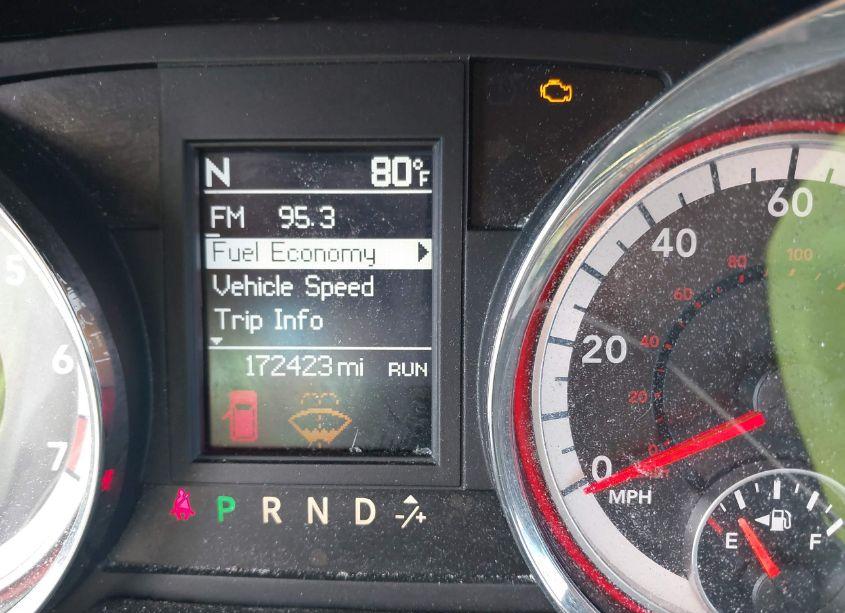 N 80°F
FM 95.3
Fuel Economy
Vehicle Speed
Trip Info
172423 mi RUN
P R N D -/+
5
6
7
0
20
40
60
MPH
20
40
60
80
100
E F